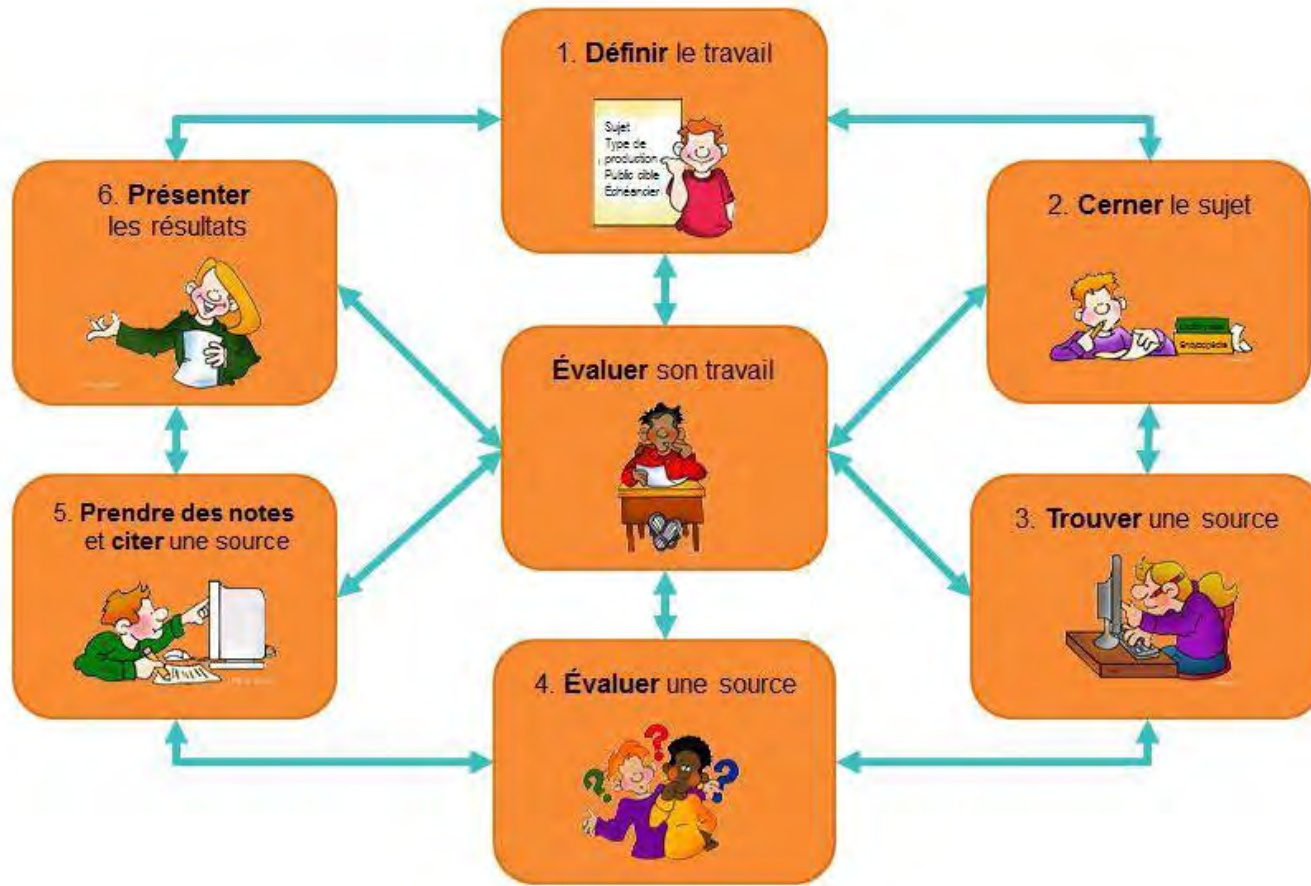 1. Définir le travail
Sujet
Type de
production
Public cible
Échéancier
6. Présenter
les résultats
2. Cerner le sujet
Encyclopédie
Évaluer son travail
5. Prendre des notes
et citer une source
3. Trouver une source
4. Évaluer une source